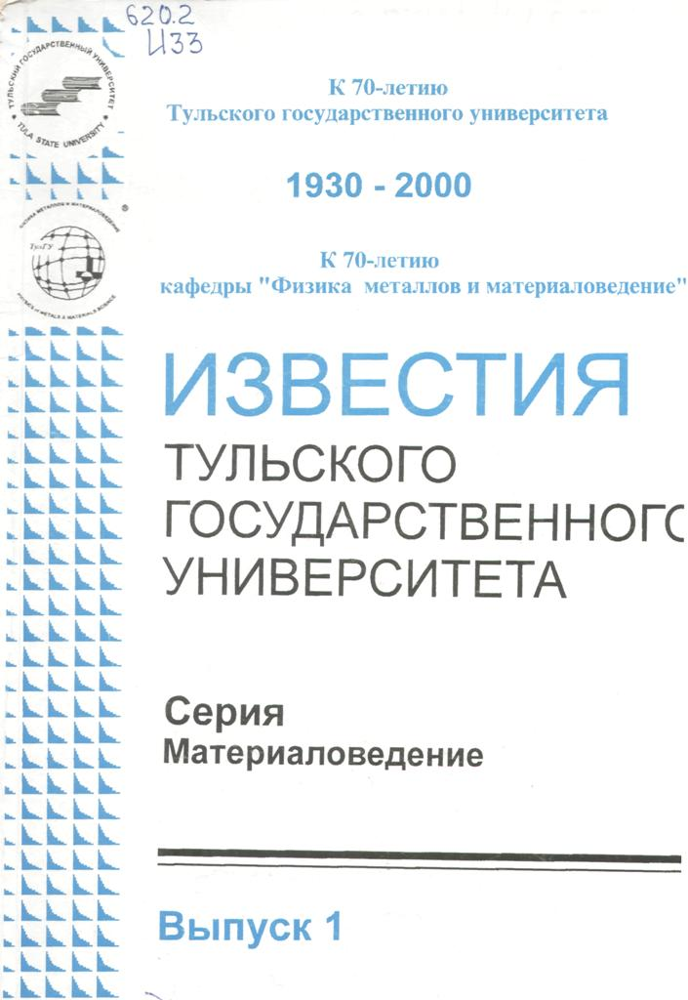 620.2
И33
ТУЛЬСКИЙ ГОСУДАРСТВЕННЫЙ УНИВЕРСИТЕТ
TULA STATE UNIVERSITY
К 70-летию
Тульского государственного университета
1930 - 2000
ФИЗИКА МЕТАЛЛОВ И МАТЕРИАЛОВЕДЕНИЕ
®
ТулГУ
PHYSICS OF METALS & MATERIALS SCIENCE
К 70-летию
кафедры "Физика металлов и материаловедение"
ИЗВЕСТИЯ
ТУЛЬСКОГО
ГОСУДАРСТВЕННОГО
УНИВЕРСИТЕТА
Серия
Материаловедение
Выпуск 1